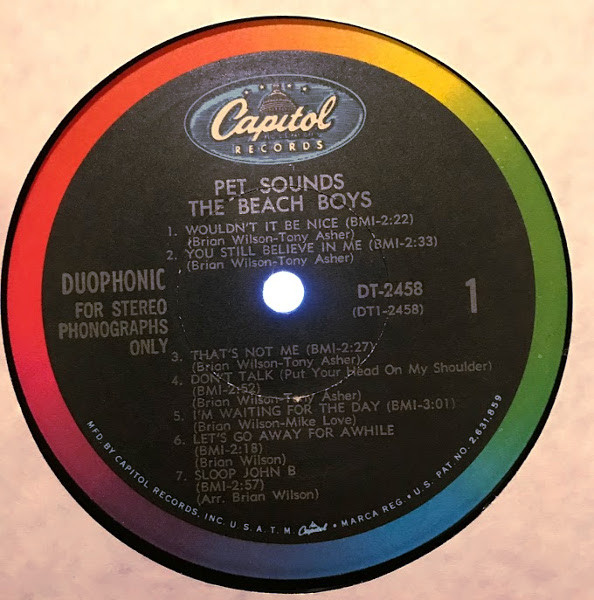 Capitol
RECORDS
PET SOUNDS
THE BEACH BOYS
1. WOULDN'T IT BE NICE (BMI-2:22)
(Brian Wilson-Tony Asher)
2. YOU STILL BELIEVE IN ME (BMI-2:33)
(Brian Wilson-Tony Asher)
DUOPHONIC
FOR STEREO
PHONOGRAPHS
ONLY
DT-2458
(DT1-2458)
1
3. THAT'S NOT ME (BMI-2:27)
(Brian Wilson-Tony Asher)
4. DON'T TALK (Put Your Head On My Shoulder)
(BMI-2:52)
(Brian Wilson-Tony Asher)
5. I'M WAITING FOR THE DAY (BMI-3:01)
(Brian Wilson-Mike Love)
6. LET'S GO AWAY FOR AWHILE
(BMI-2:18)
(Brian Wilson)
7. SLOOP JOHN B
(BMI-2:57)
(Arr. Brian Wilson)
MFD. BY CAPITOL RECORDS, INC. U.S.A. T.M. Capitol • MARCA REG. • U.S. PAT. NO. 2,631,859